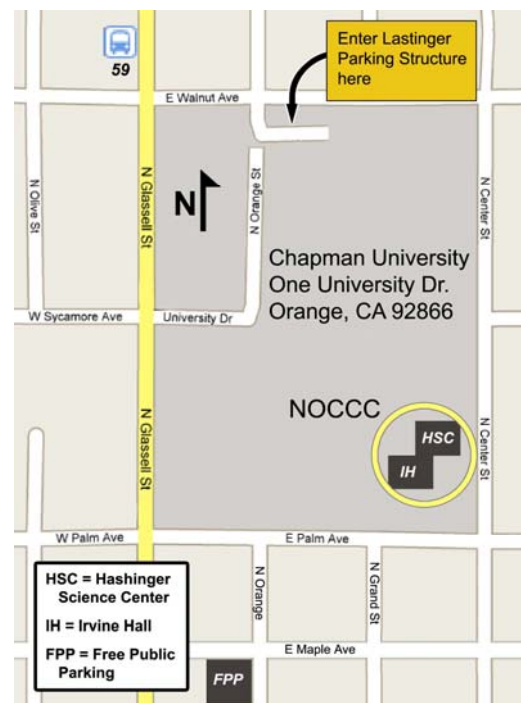 59
Enter Lastinger
Parking Structure
here
E Walnut Ave
N Olive St
N Glassell St
N
N Orange St
N Center St
Chapman University
One University Dr.
Orange, CA 92866
W Sycamore Ave
University Dr
NOCCC
HSC
IH
N Glassell St
N Center St
W Palm Ave
E Palm Ave
HSC = Hashinger
Science Center
IH = Irvine Hall
FPP = Free Public
Parking
N Orange
N Grand St
E Maple Ave
FPP